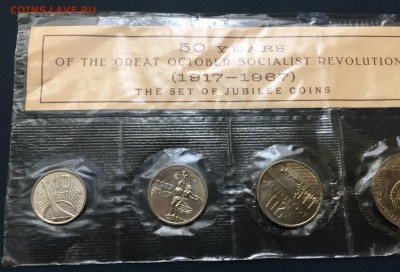 COINS.LAVE.RU
50 YEARS
OF THE GREAT OCTOBER SOCIALIST REVOLUTION
(1917—1967)
THE SET OF JUBILEE COINS